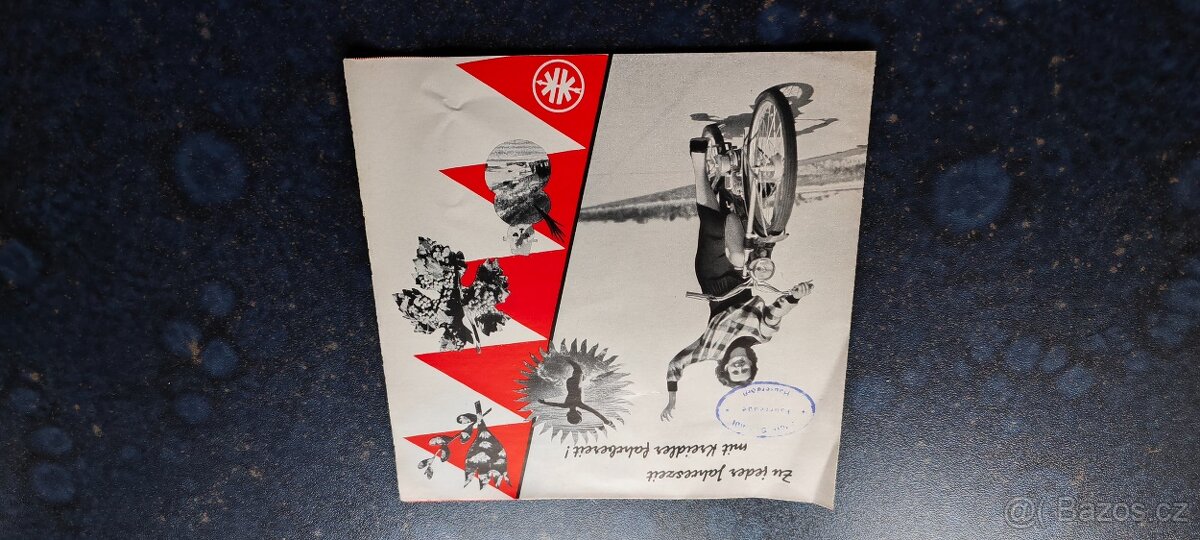 Zu jeder Jahreszeit
mit Kreidler fahrbereit!
@( Bazos.cz